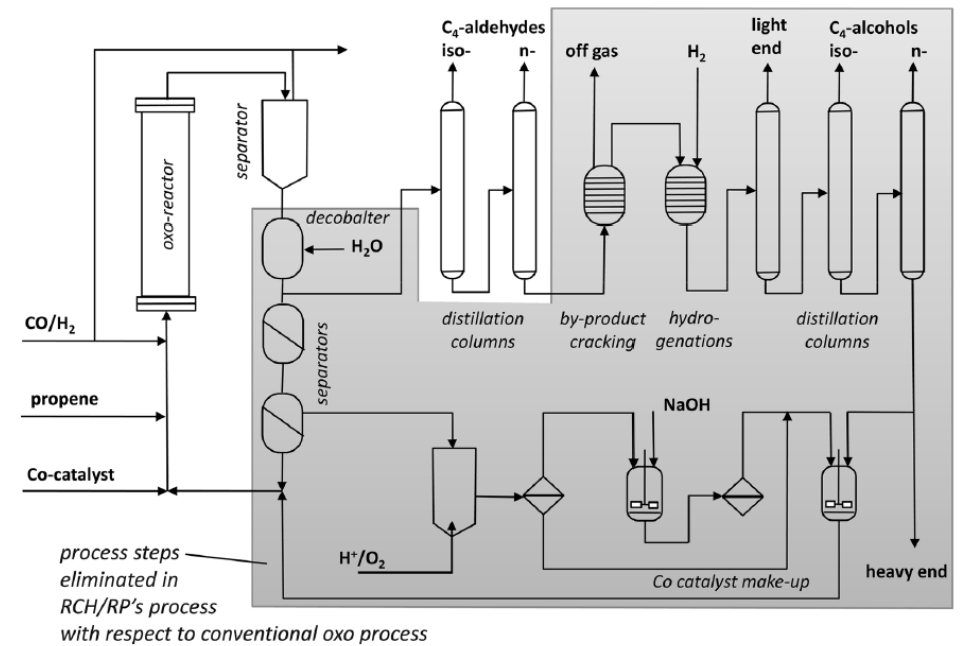 C₄-aldehydes
iso-
n-
off gas
H₂
light
end
C₄-alcohols
iso-
n-
separator
oxo-reactor
decobalter
H₂O
CO/H₂
distillation
columns
by-product
cracking
hydro-
genations
distillation
columns
separators
propene
NaOH
Co-catalyst
H⁺/O₂
Co catalyst make-up
heavy end
process steps
eliminated in
RCH/RP's process
with respect to conventional oxo process